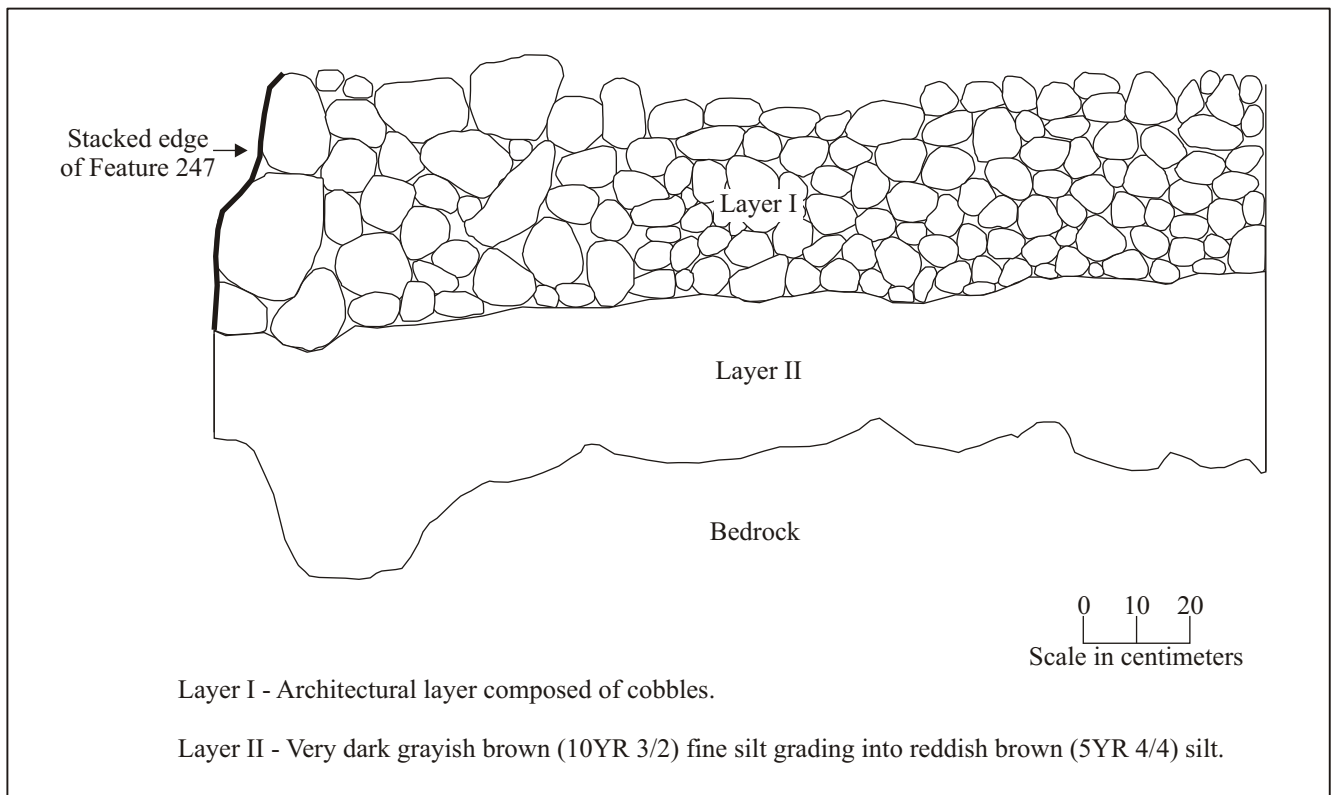 Stacked edge
of Feature 247
Layer I
Layer II
Bedrock
0 10 20
Scale in centimeters
Layer I - Architectural layer composed of cobbles.
Layer II - Very dark grayish brown (10YR 3/2) fine silt grading into reddish brown (5YR 4/4) silt.